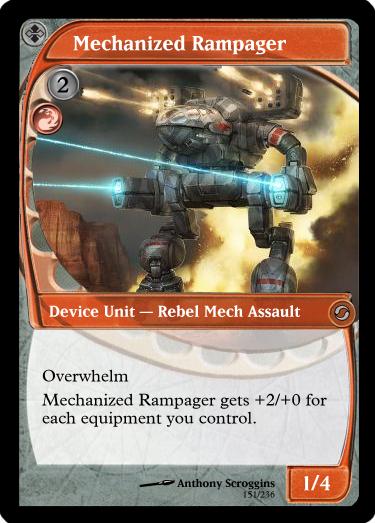 Mechanized Rampager
2
Device Unit — Rebel Mech Assault
Overwhelm
Mechanized Rampager gets +2/+0 for
each equipment you control.
Anthony Scroggins
151/236
1/4